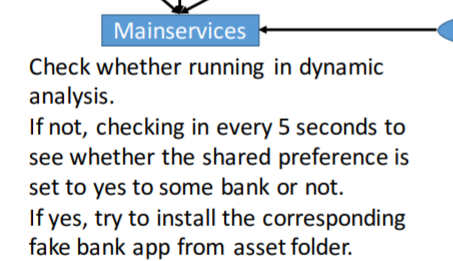 Mainservices
Check whether running in dynamic
analysis.
If not, checking in every 5 seconds to
see whether the shared preference is
set to yes to some bank or not.
If yes, try to install the corresponding
fake bank app from asset folder.